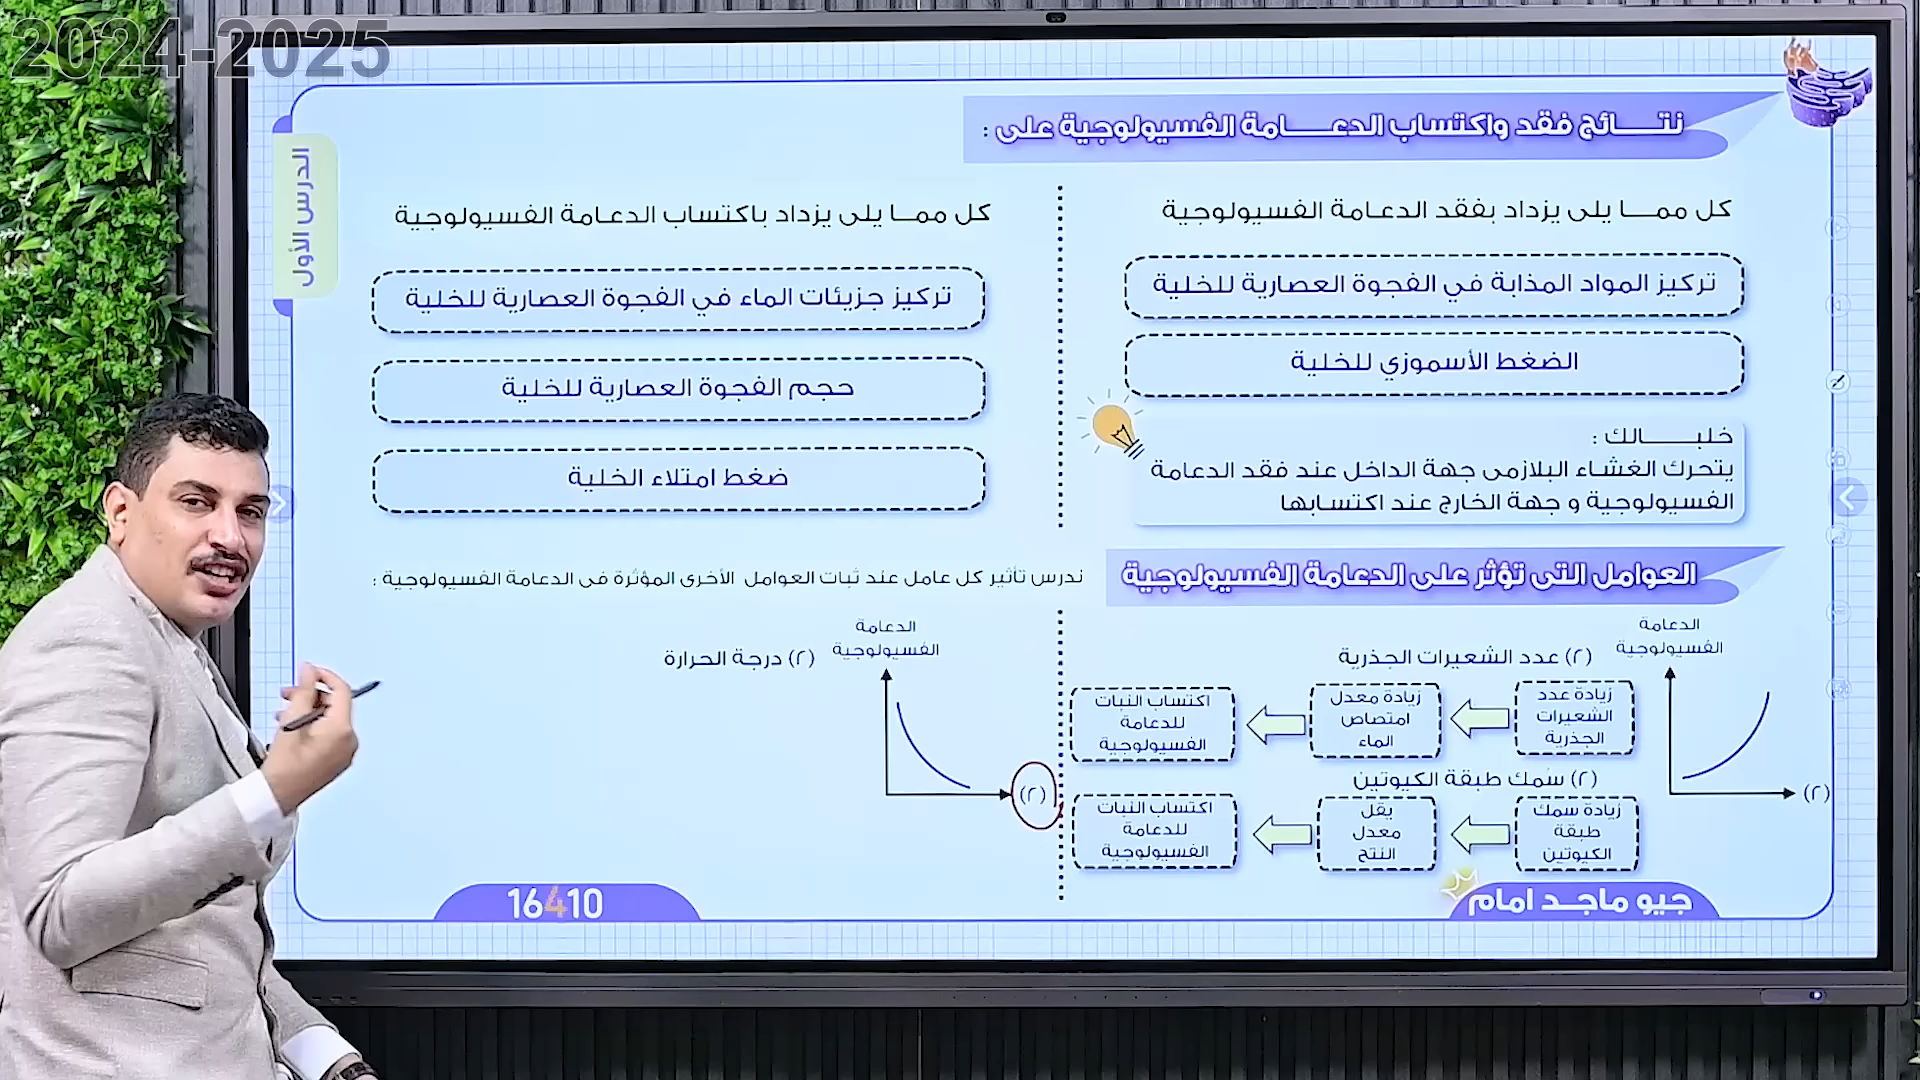 2024-2025
نتـــائج فقد واكتساب الدعـــامة الفسيولوجية على :
الدرس الأول
كل ممـا يلى يزداد بفقد الدعـامة الفسيولوجية
تركيز المواد المذابة في الفجوة العصارية للخلية
الضغط الأسموزي للخلية
خلبــــالك :
يتحرك الغشاء البلازمى جهة الداخل عند فقد الدعامة
الفسيولوجية و جهة الخارج عند اكتسابها
كل ممـا يلى يزداد باكتساب الدعـامة الفسيولوجية
تركيز جزيئات الماء في الفجوة العصارية للخلية
حجم الفجوة العصارية للخلية
ضغط امتلاء الخلية
العوامل التى تؤثر على الدعامة الفسيولوجية
ندرس تأثير كل عامل عند ثبات العوامل الأخرى المؤثرة فى الدعامة الفسيولوجية :
الدعامة
الفسيولوجية
(٢)
(٢) عدد الشعيرات الجذرية
زيادة عدد
الشعيرات
الجذرية
زيادة معدل
امتصاص
الماء
اكتساب النبات
للدعامة
الفسيولوجية
(٢) سُمك طبقة الكيوتين
زيادة سمك
طبقة
الكيوتين
يقل
معدل
النتح
اكتساب النبات
للدعامة
الفسيولوجية
الدعامة
الفسيولوجية
(٢) درجة الحرارة
(٢)
جيو ماجـد امام
16410